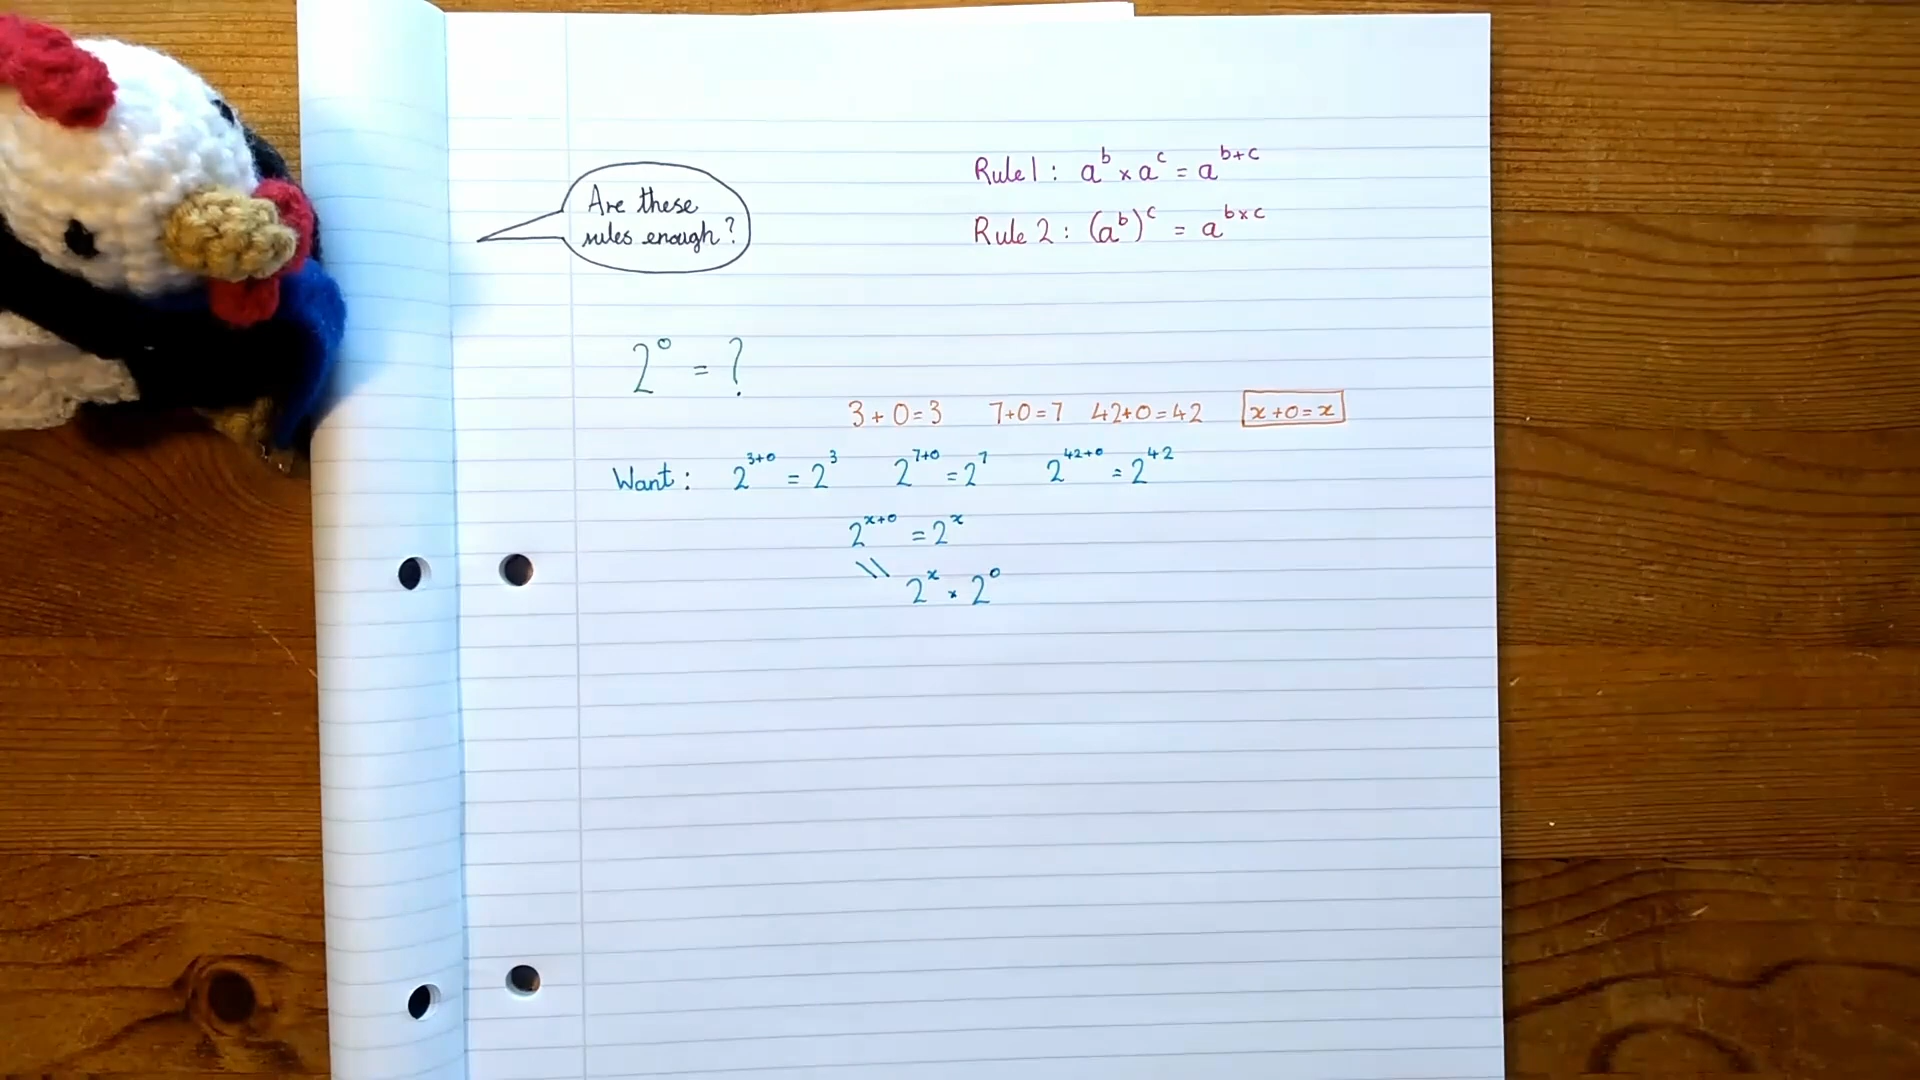 Rule 1 : a^b × a^c = a^{b+c}
Are these
rules enough?
Rule 2 : (a^b)^c = a^{b×c}
2^0 = ?
3+0=3 7+0=7 42+0=42 x+0=x
Want : 2^{3+0} = 2^3 2^{7+0} = 2^7 2^{42+0} = 2^{42}
2^{x+0} = 2^x
\\ 2^x × 2^0